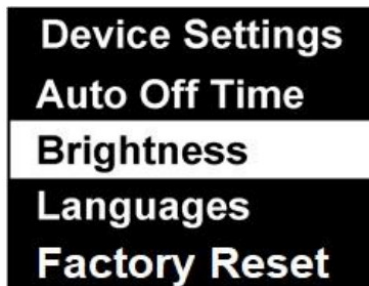 Device Settings
Auto Off Time
Brightness
Languages
Factory Reset